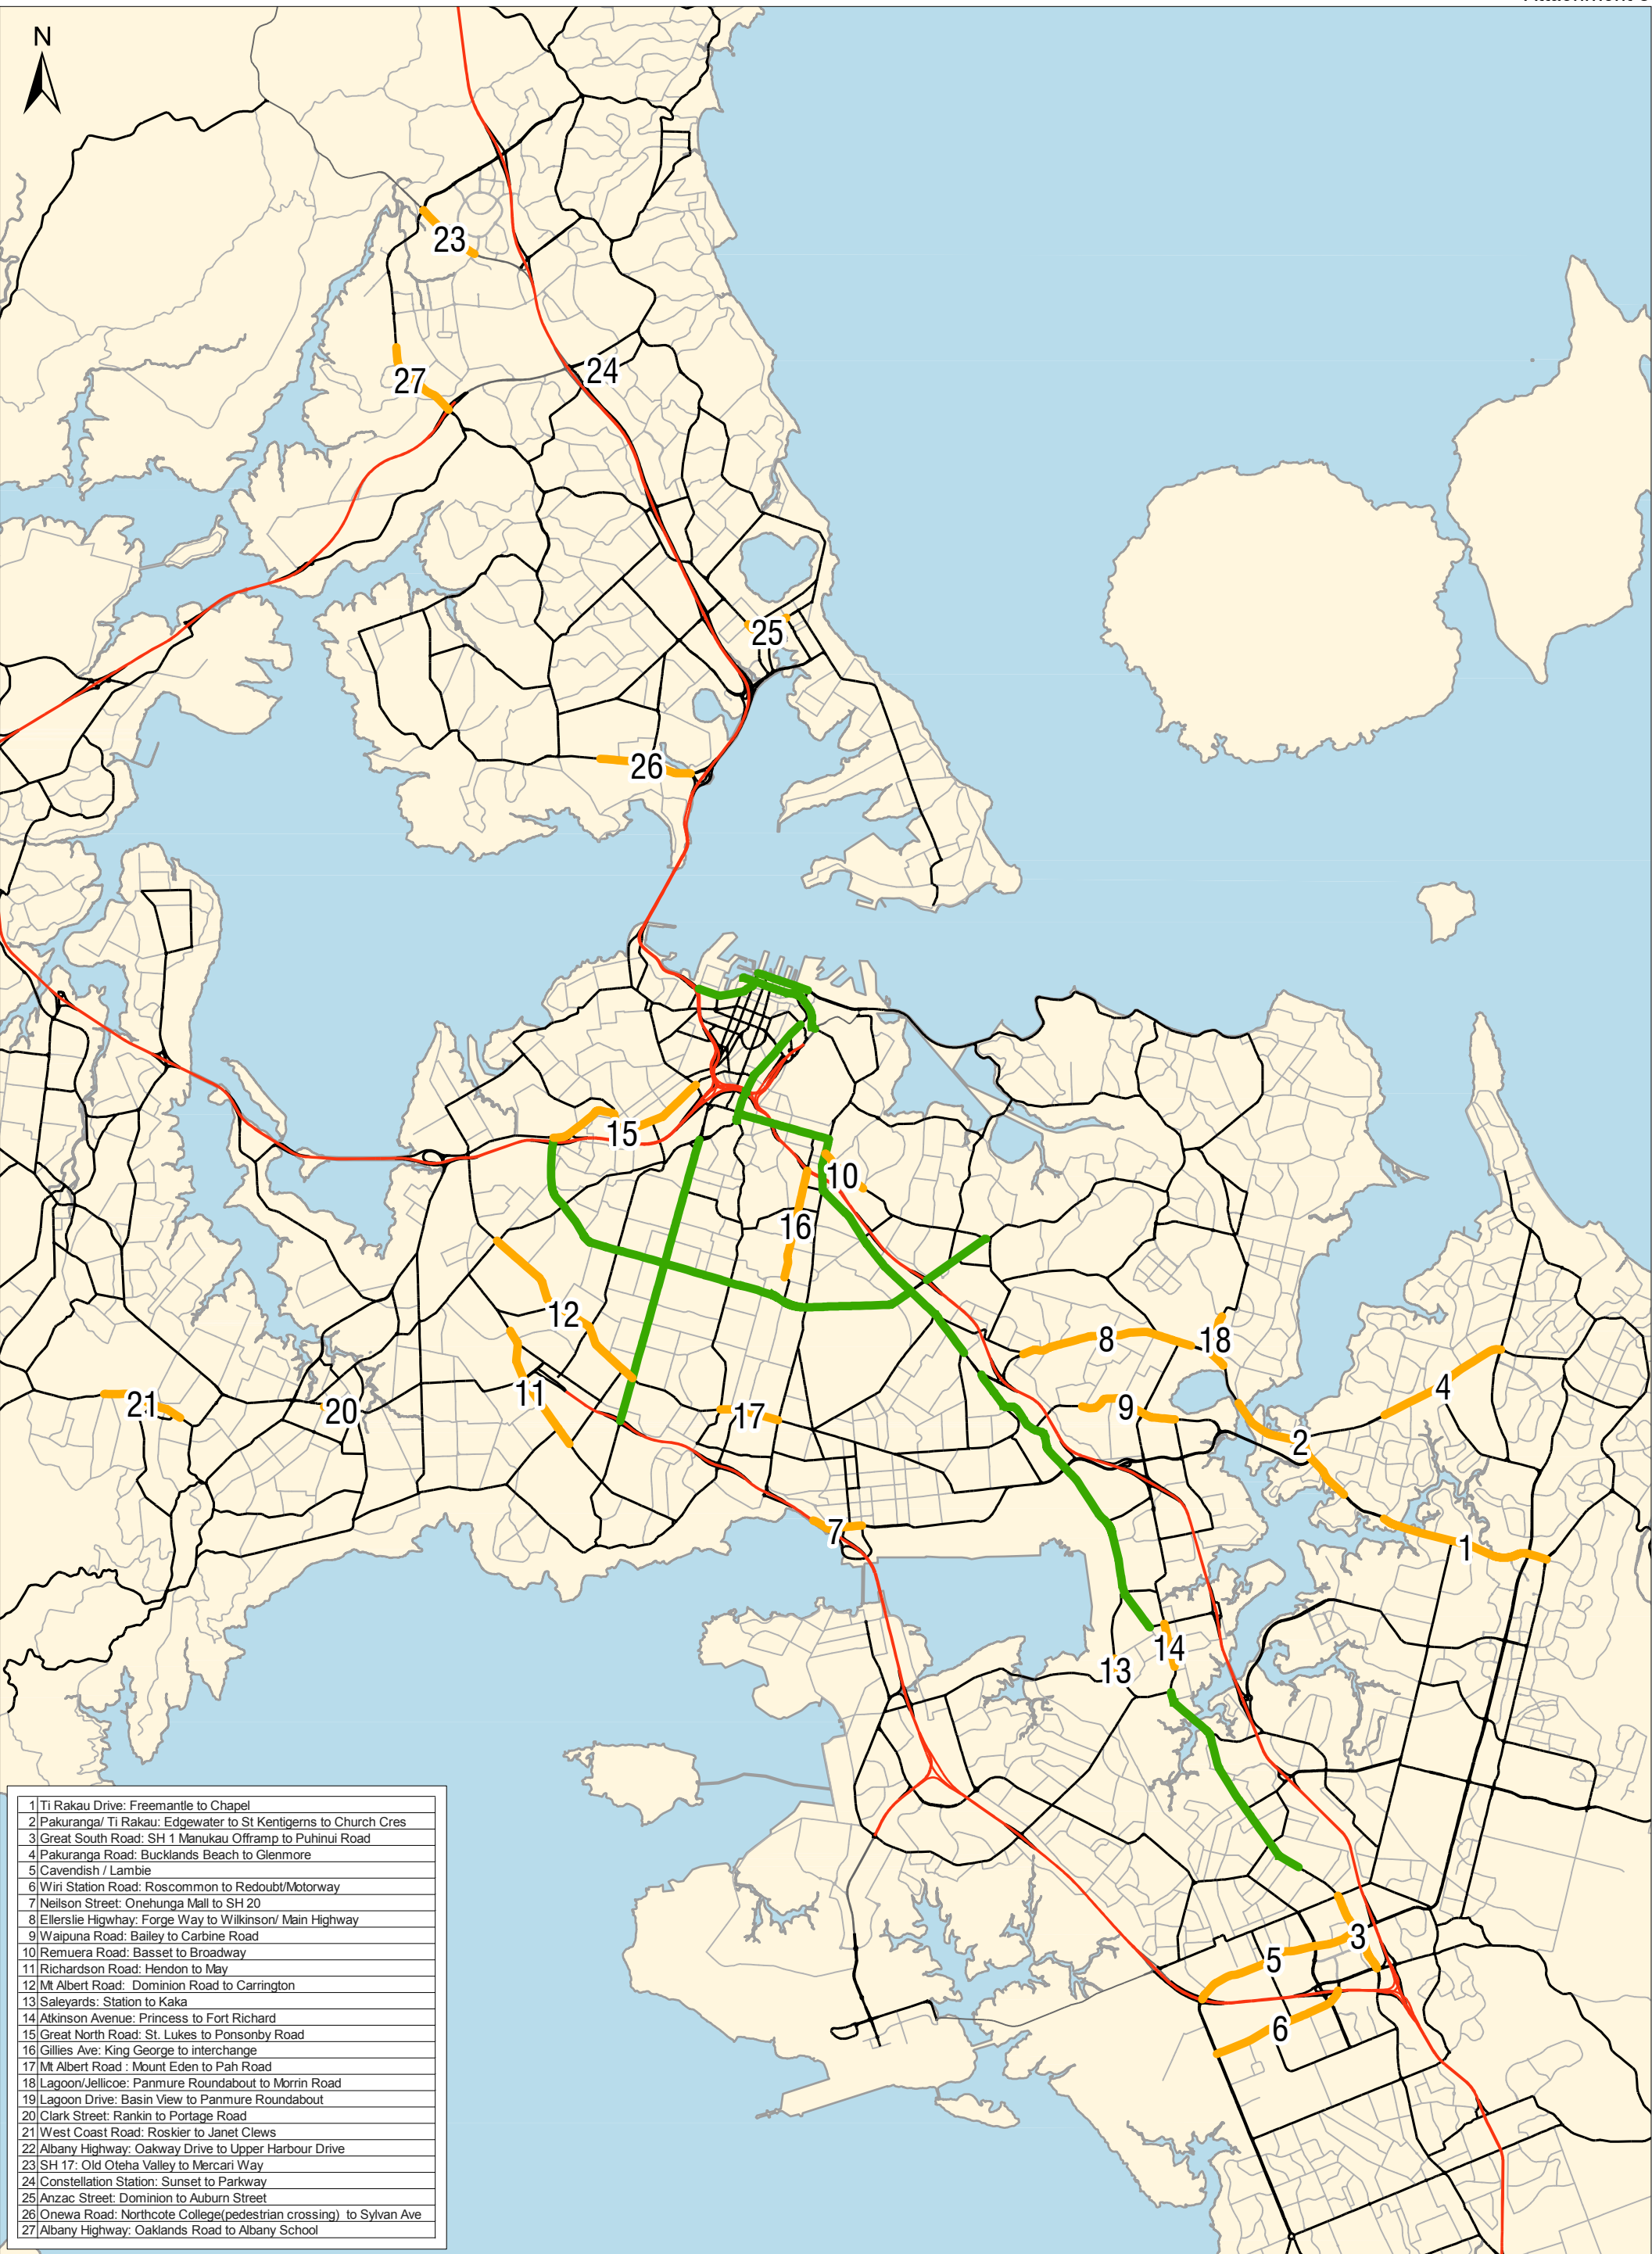 N
23
27
24
25
26
15
10
16
12
11
17
8
18
9
4
2
21
20
7
1
14
13
3
5
6
1 Ti Rakau Drive: Freemantle to Chapel
2 Pakuranga/ Ti Rakau: Edgewater to St Kentigerns to Church Cres
3 Great South Road: SH 1 Manukau Offramp to Puhinui Road
4 Pakuranga Road: Bucklands Beach to Glenmore
5 Cavendish / Lambie
6 Wiri Station Road: Roscommon to Redoubt/Motorway
7 Neilson Street: Onehunga Mall to SH 20
8 Ellerslie Higwhay: Forge Way to Wilkinson/ Main Highway
9 Waipuna Road: Bailey to Carbine Road
10 Remuera Road: Basset to Broadway
11 Richardson Road: Hendon to May
12 Mt Albert Road: Dominion Road to Carrington
13 Saleyards: Station to Kaka
14 Atkinson Avenue: Princess to Fort Richard
15 Great North Road: St. Lukes to Ponsonby Road
16 Gillies Ave: King George to interchange
17 Mt Albert Road : Mount Eden to Pah Road
18 Lagoon/Jellicoe: Panmure Roundabout to Morrin Road
19 Lagoon Drive: Basin View to Panmure Roundabout
20 Clark Street: Rankin to Portage Road
21 West Coast Road: Roskier to Janet Clews
22 Albany Highway: Oakway Drive to Upper Harbour Drive
23 SH 17: Old Oteha Valley to Mercari Way
24 Constellation Station: Sunset to Parkway
25 Anzac Street: Dominion to Auburn Street
26 Onewa Road: Northcote College(pedestrian crossing) to Sylvan Ave
27 Albany Highway: Oaklands Road to Albany School